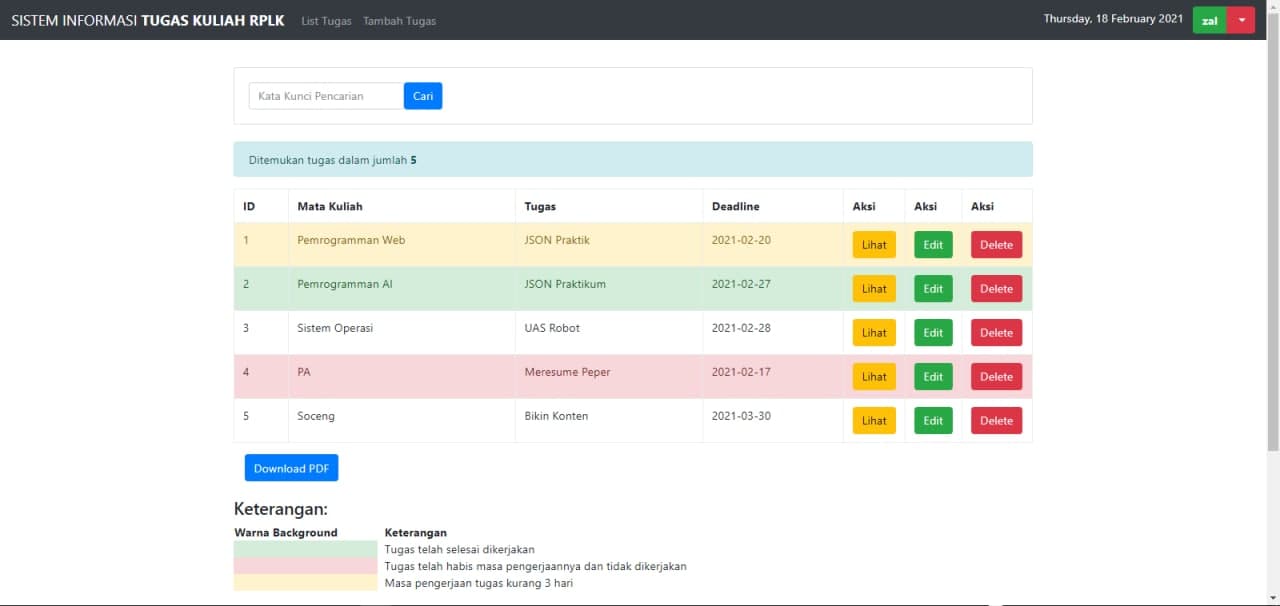 SISTEM INFORMASI TUGAS KULIAH RPLK List Tugas Tambah Tugas Thursday, 18 February 2021 zal
Kata Kunci Pencarian Cari
Ditemukan tugas dalam jumlah 5
ID Mata Kuliah Tugas Deadline Aksi Aksi Aksi
1 Pemrogramman Web JSON Praktik 2021-02-20 Lihat Edit Delete
2 Pemrogramman AI JSON Praktikum 2021-02-27 Lihat Edit Delete
3 Sistem Operasi UAS Robot 2021-02-28 Lihat Edit Delete
4 PA Meresume Peper 2021-02-17 Lihat Edit Delete
5 Soceng Bikin Konten 2021-03-30 Lihat Edit Delete
Download PDF
Keterangan:
Warna Background Keterangan
Tugas telah selesai dikerjakan
Tugas telah habis masa pengerjaannya dan tidak dikerjakan
Masa pengerjaan tugas kurang 3 hari